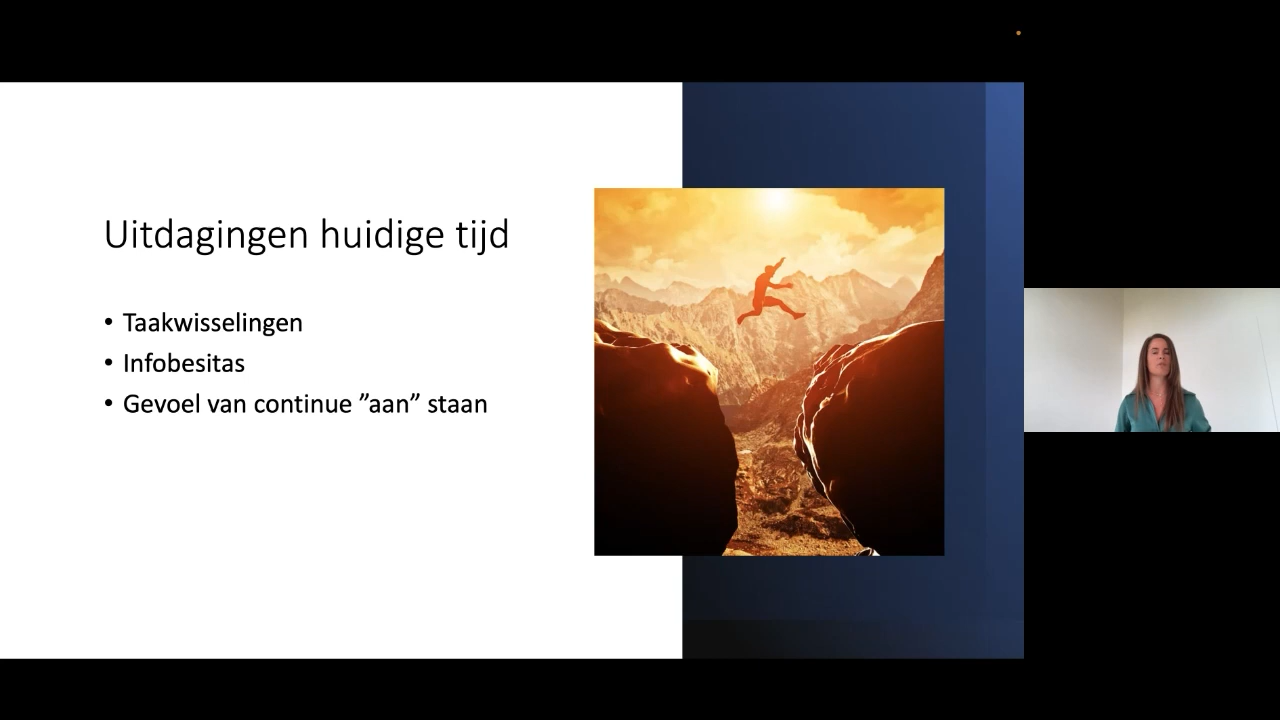 Uitdagingen huidige tijd
• Taakwisselingen
• Infobesitas
• Gevoel van continue ”aan” staan